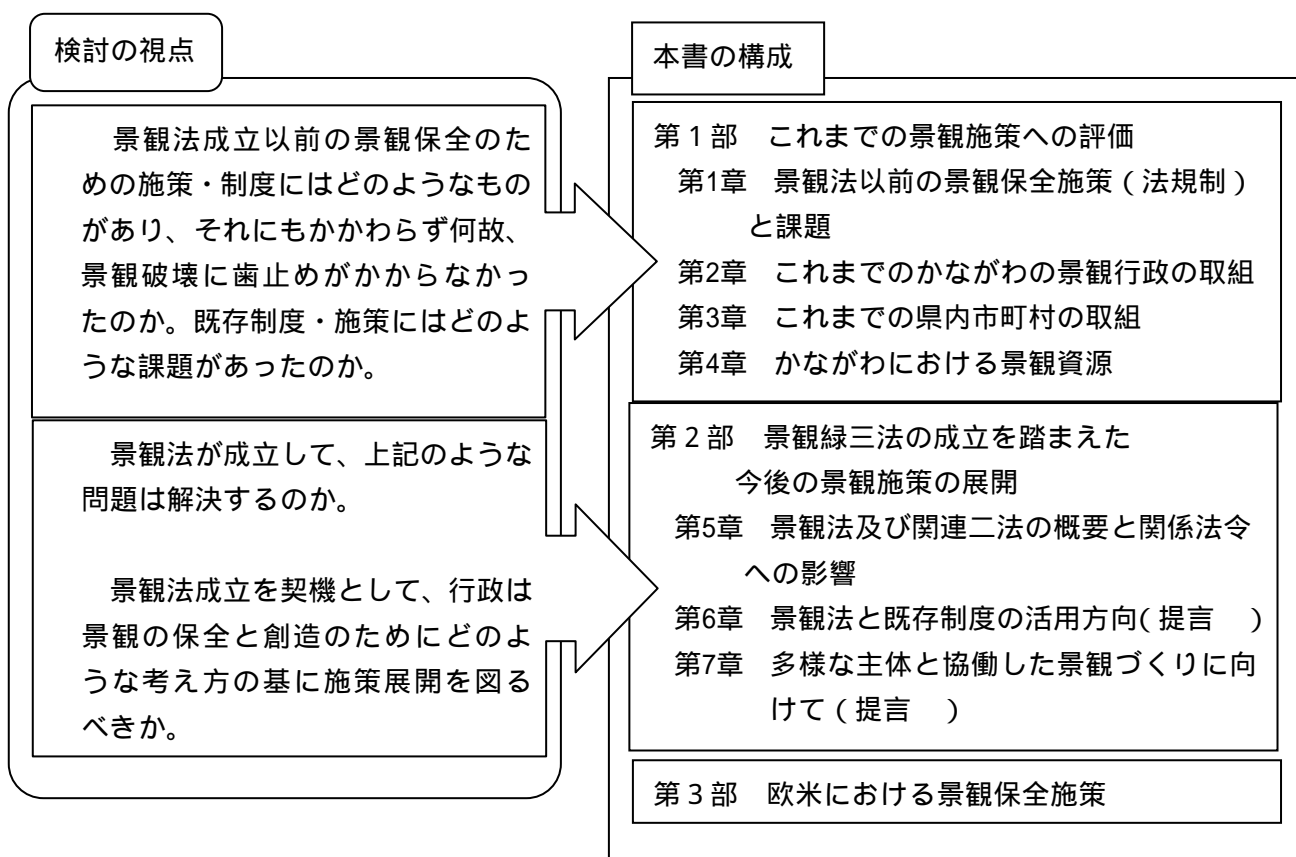 検討の視点
景観法成立以前の景観保全のた
めの施策・制度にはどのようなもの
があり、それにもかかわらず何故、
景観破壊に歯止めがかからなかっ
たのか。既存制度・施策にはどのよ
うな課題があったのか。
景観法が成立して、上記のような
問題は解決するのか。
景観法成立を契機として、行政は
景観の保全と創造のためにどのよ
うな考え方の基に施策展開を図る
べきか。
本書の構成
第１部　これまでの景観施策への評価
第1章　景観法以前の景観保全施策（法規制）
と課題
第2章　これまでのかながわの景観行政の取組
第3章　これまでの県内市町村の取組
第4章　かながわにおける景観資源
第２部　景観緑三法の成立を踏まえた
今後の景観施策の展開
第5章　景観法及び関連二法の概要と関係法令
への影響
第6章　景観法と既存制度の活用方向(提言　)
第7章　多様な主体と協働した景観づくりに向
けて（提言　）
第３部　欧米における景観保全施策